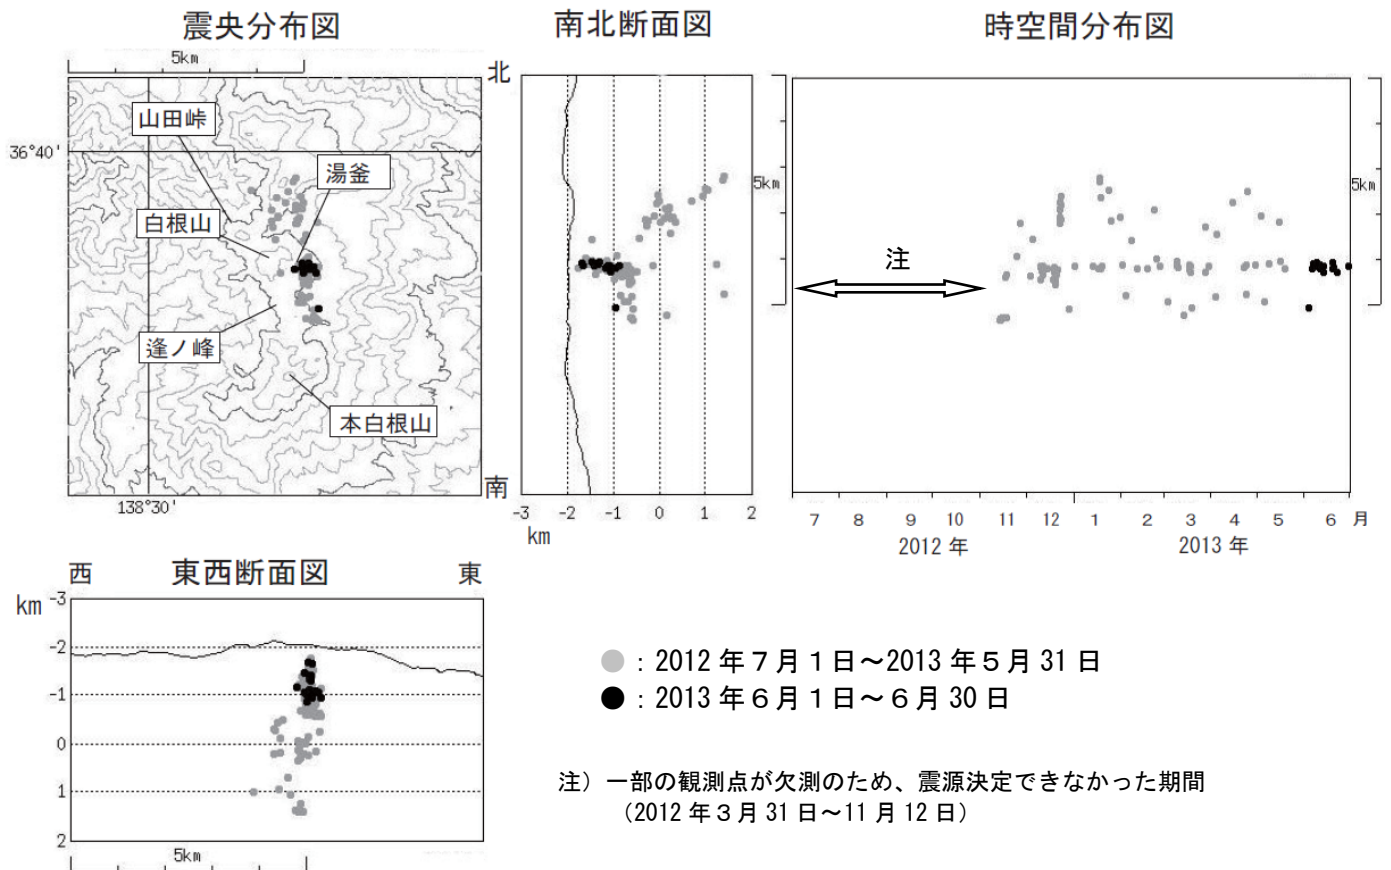 震央分布図
南北断面図
時空間分布図
5km
北
山田峠
36°40'
湯釜
5km
5km
白根山
注
逢ノ峰
本白根山
南
138°30'
-3 -2 -1 0 1 2
km
7 8 9 10 11 12 1 2 3 4 5 6 月
2012 年 2013 年
西 東西断面図 東
km -3
-2
-1
0
1
2
5km
：2012 年７月１日～2013 年５月 31 日
：2013 年６月１日～６月 30 日
注）一部の観測点が欠測のため、震源決定できなかった期間
（2012 年３月 31 日～11 月 12 日）